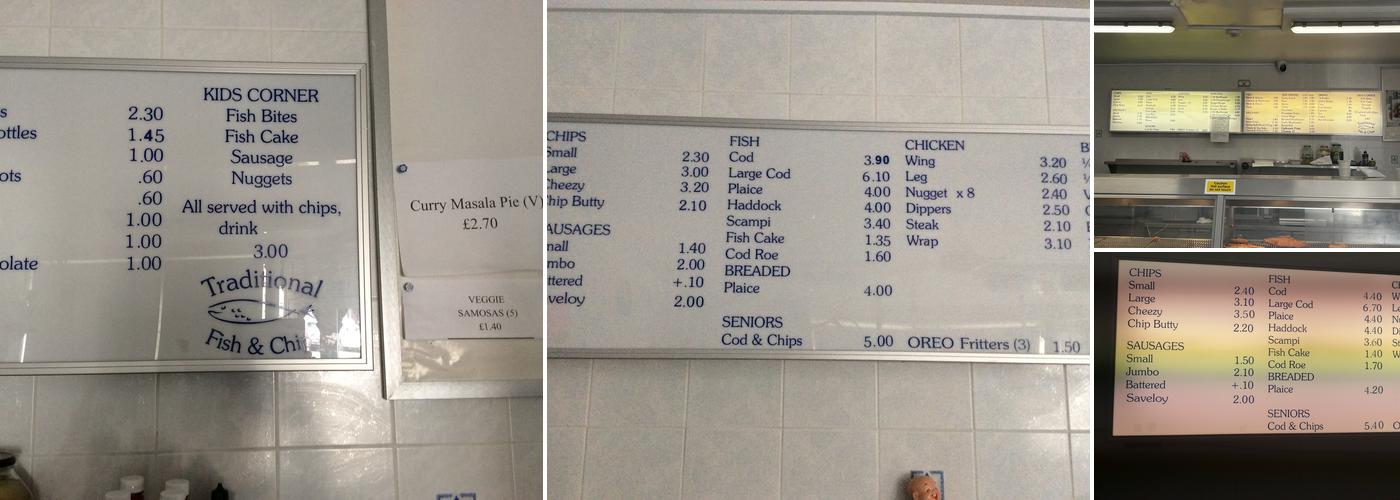 s 2.30
ottles 1.45
1.00
ots .60
.60
1.00
1.00
olate 1.00
KIDS CORNER
Fish Bites
Fish Cake
Sausage
Nuggets
All served with chips,
drink
3.00
Traditional
Fish & Chi
Curry Masala Pie (V)
£2.70
VEGGIE
SAMOSAS (5)
£1.40
CHIPS
Small 2.30
Large 3.00
Cheezy 3.20
Chip Butty 2.10
AUSAGES
mall 1.40
mbo 2.00
attered +.10
aveloy 2.00
FISH
Cod 3.90
Large Cod 6.10
Plaice 4.00
Haddock 4.00
Scampi 3.40
Fish Cake 1.35
Cod Roe 1.60
BREADED
Plaice 4.00
SENIORS
Cod & Chips 5.00
CHICKEN
Wing 3.20
Leg 2.60
Nugget x 8 2.40
Dippers 2.50
Steak 2.10
Wrap 3.10
OREO Fritters (3) 1.50
CHIPS
Small 2.40
Large 3.10
Cheezy 3.50
Chip Butty 2.20
SAUSAGES
Small 1.50
Jumbo 2.10
Battered +.10
Saveloy 2.00
FISH
Cod 4.40
Large Cod 6.70
Plaice 4.40
Haddock 4.40
Scampi 3.60
Fish Cake 1.40
Cod Roe 1.70
BREADED
Plaice 4.20
SENIORS
Cod & Chips 5.40